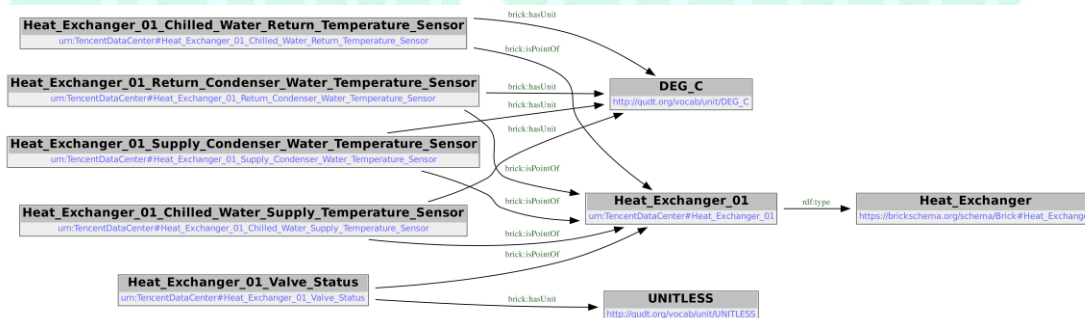 Heat_Exchanger_01_Chilled_Water_Return_Temperature_Sensor
urn:TencentDataCenter#Heat_Exchanger_01_Chilled_Water_Return_Temperature_Sensor
brick:hasUnit
brick:isPointOf
Heat_Exchanger_01_Return_Condenser_Water_Temperature_Sensor
urn:TencentDataCenter#Heat_Exchanger_01_Return_Condenser_Water_Temperature_Sensor
brick:hasUnit
brick:hasUnit
DEG_C
http://qudt.org/vocab/unit/DEG_C
brick:hasUnit
Heat_Exchanger_01_Supply_Condenser_Water_Temperature_Sensor
urn:TencentDataCenter#Heat_Exchanger_01_Supply_Condenser_Water_Temperature_Sensor
brick:isPointOf
brick:isPointOf
Heat_Exchanger_01
urn:TencentDataCenter#Heat_Exchanger_01
rdf:type
Heat_Exchanger
https://brickschema.org/schema/Brick#Heat_Exchange
Heat_Exchanger_01_Chilled_Water_Supply_Temperature_Sensor
urn:TencentDataCenter#Heat_Exchanger_01_Chilled_Water_Supply_Temperature_Sensor
brick:isPointOf
brick:isPointOf
Heat_Exchanger_01_Valve_Status
urn:TencentDataCenter#Heat_Exchanger_01_Valve_Status
brick:hasUnit
UNITLESS
http://qudt.org/vocab/unit/UNITLESS